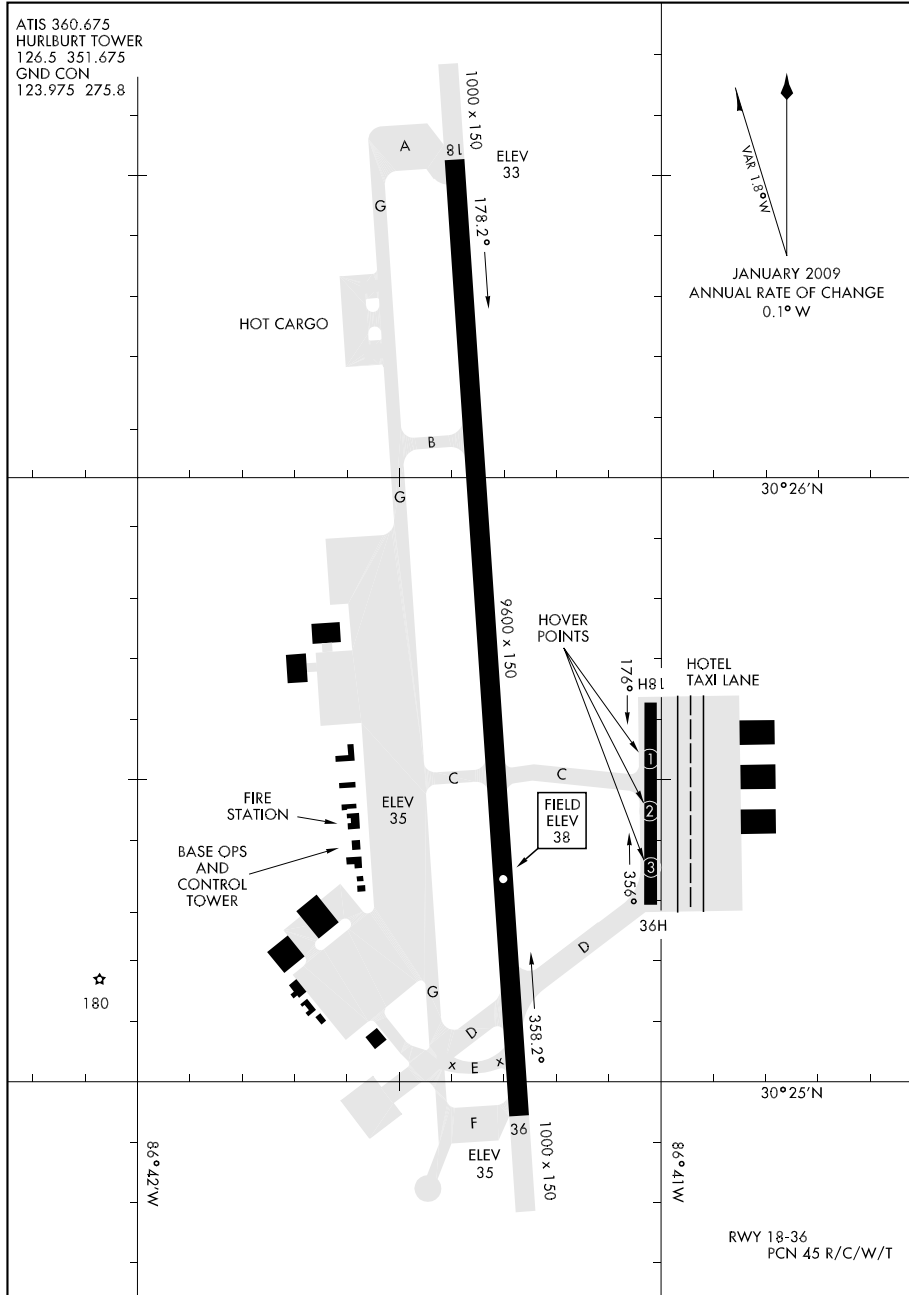 ATIS 360.675
HURLBURT TOWER
126.5 351.675
GND CON
123.975 275.8
1000 x 150
A
18
ELEV
33
G
178.2°
VAR 1.8°W
JANUARY 2009
ANNUAL RATE OF CHANGE
0.1° W
HOT CARGO
B
G
30°26'N
9600 x 150
HOVER
POINTS
176°
18H
HOTEL
TAXI LANE
1
C
C
2
FIRE
STATION
ELEV
35
FIELD
ELEV
38
BASE OPS
AND
CONTROL
TOWER
3
356°
36H
D
180
G
D
358.2°
x
E
x
30°25'N
F
36
ELEV
35
1000 x 150
86°42'W
86°41'W
RWY 18-36
PCN 45 R/C/W/T